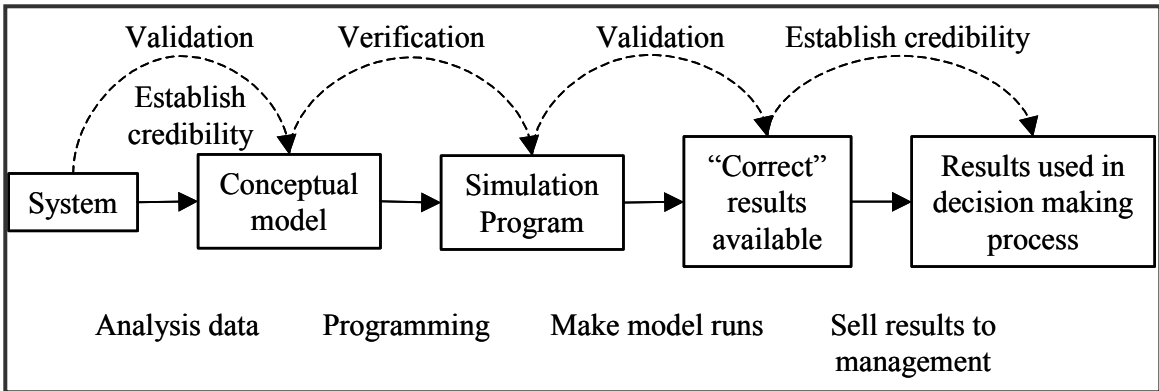 Validation
Verification
Validation
Establish credibility
Establish
credibility
System
Conceptual
model
Simulation
Program
“Correct”
results
available
Results used in
decision making
process
Analysis data
Programming
Make model runs
Sell results to
management